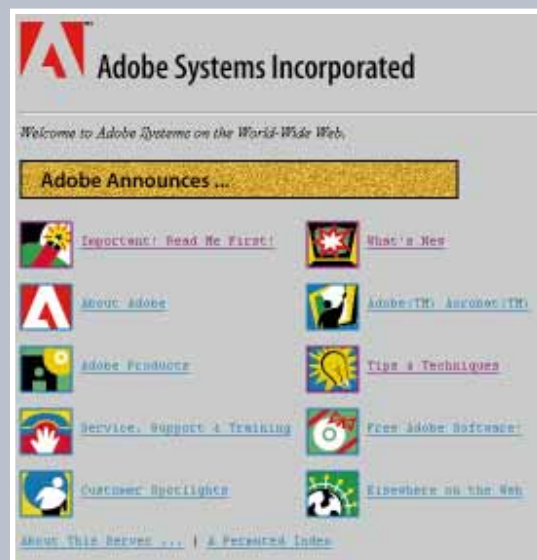 Adobe Systems Incorporated
Welcome to Adobe Systems on the World-Wide Web.
Adobe Announces ...
Important! Read Me First!
What's New
About Adobe
Adobe(TM) Acrobat(TM)
Adobe Products
Tips & Techniques
Service, Support & Training
Free Adobe Software!
Customer Spotlights
Elsewhere on the Web
About This Server ... | A Permuted Index